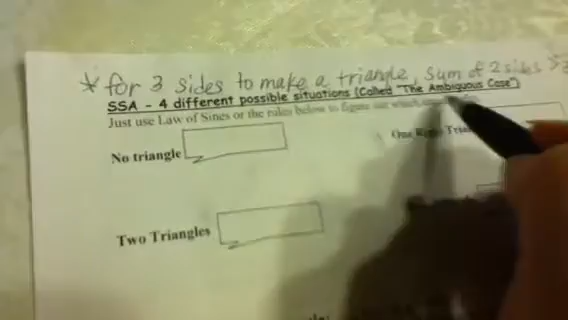 * for 3 sides to make a triangle, sum of 2 sides >
SSA - 4 different possible situations (Called "The Ambiguous Case")
Just use Law of Sines or the rules below to figure out which
No triangle
One Right
Two Triangles